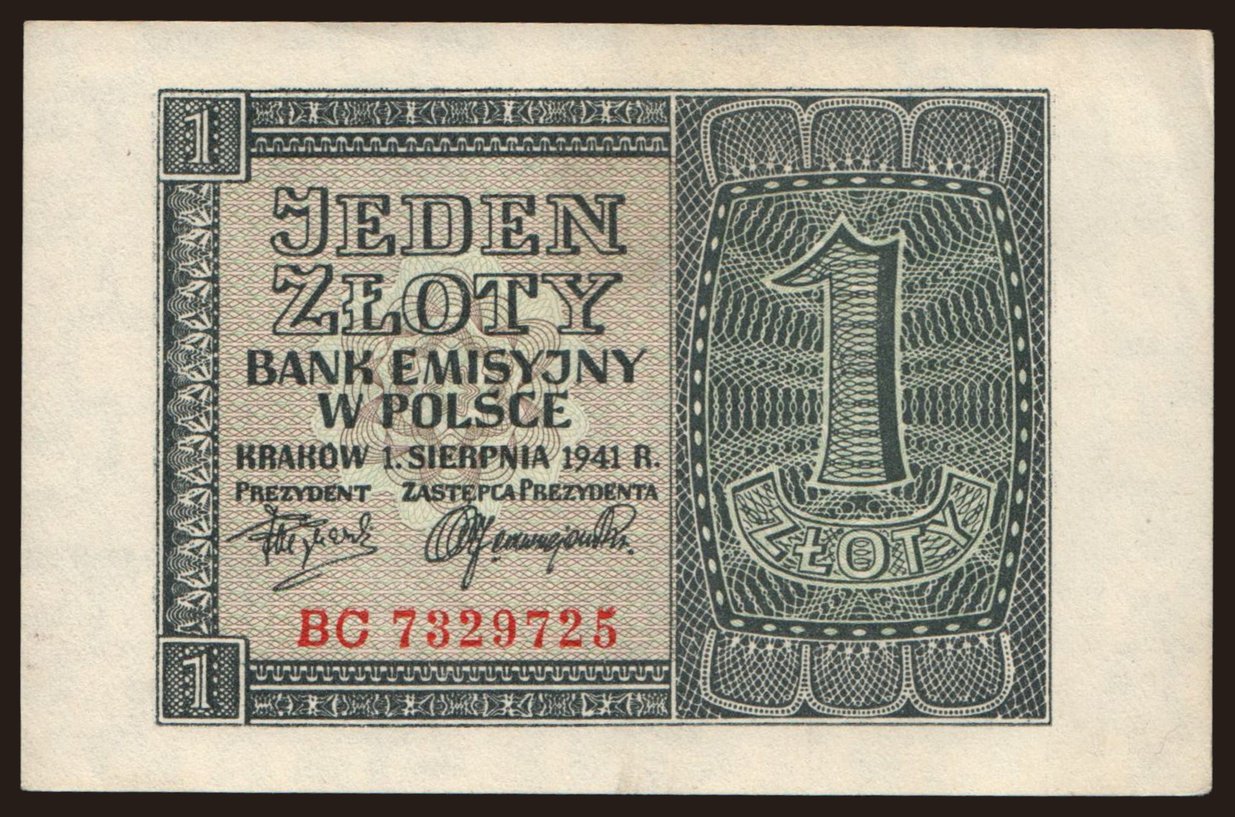 1
JEDEN
ZŁOTY
BANK EMISYJNY
W POLSCE
KRAKÓW 1. SIERPNIA 1941 R.
PREZYDENT ZASTĘPCA PREZYDENTA
BC 7329725
1
1
ZŁOTY